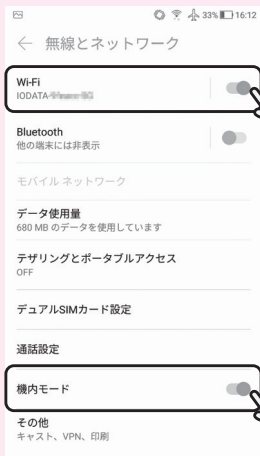 33% 16:12
← 無線とネットワーク
Wi-Fi
IODATA-
Bluetooth
他の端末には非表示
モバイル ネットワーク
データ使用量
680 MB のデータを使用しています
テザリングとポータブルアクセス
OFF
デュアルSIMカード設定
通話設定
機内モード
その他
キャスト、VPN、印刷